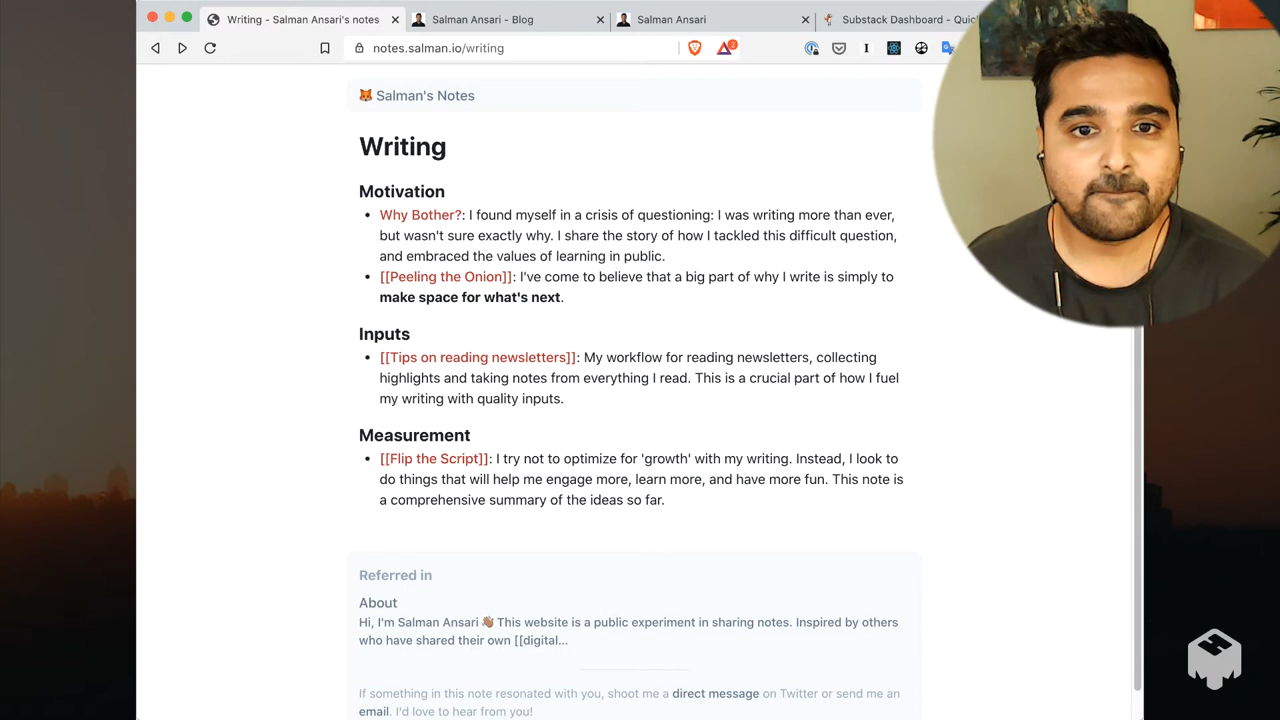 Writing - Salman Ansari's notes
Salman Ansari - Blog
Salman Ansari
Substack Dashboard - Quic
notes.salman.io/writing
2
🦊 Salman's Notes
Writing
Motivation
• Why Bother?: I found myself in a crisis of questioning: I was writing more than ever,
but wasn't sure exactly why. I share the story of how I tackled this difficult question,
and embraced the values of learning in public.
• [[Peeling the Onion]]: I've come to believe that a big part of why I write is simply to
make space for what's next.
Inputs
• [[Tips on reading newsletters]]: My workflow for reading newsletters, collecting
highlights and taking notes from everything I read. This is a crucial part of how I fuel
my writing with quality inputs.
Measurement
• [[Flip the Script]]: I try not to optimize for 'growth' with my writing. Instead, I look to
do things that will help me engage more, learn more, and have more fun. This note is
a comprehensive summary of the ideas so far.
Referred in
About
Hi, I'm Salman Ansari 👋🏽 This website is a public experiment in sharing notes. Inspired by others
who have shared their own [[digital...
If something in this note resonated with you, shoot me a direct message on Twitter or send me an
email. I'd love to hear from you!